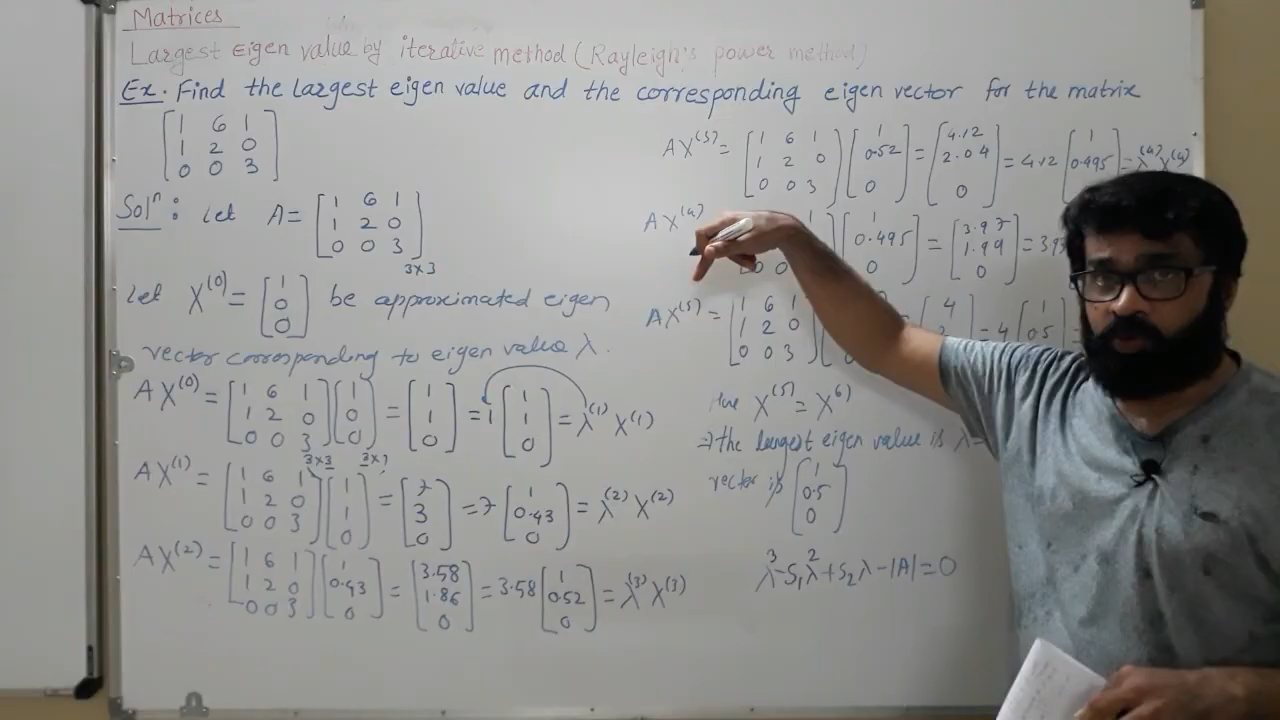 Matrices
Largest eigen value by iterative method (Rayleigh's power method)
Ex. Find the largest eigen value and the corresponding eigen vector for the matrix
[1 6 1
1 2 0
0 0 3]
Solⁿ: Let A = [1 6 1
1 2 0
0 0 3] 3×3
Let X⁽⁰⁾ = [1
0
0] be approximated eigen
vector corresponding to eigen value λ.
AX⁽⁰⁾ = [1 6 1; 1 2 0; 0 0 3] 3×3 [1; 0; 0] 3×1 = [1; 1; 0] = 1 [1; 1; 0] = λ⁽¹⁾ X⁽¹⁾
AX⁽¹⁾ = [1 6 1; 1 2 0; 0 0 3] [1; 1; 0] = [7; 3; 0] = 7 [1; 0.43; 0] = λ⁽²⁾ X⁽²⁾
AX⁽²⁾ = [1 6 1; 1 2 0; 0 0 3] [1; 0.43; 0] = [3.58; 1.86; 0] = 3.58 [1; 0.52; 0] = λ⁽³⁾ X⁽³⁾
AX⁽³⁾ = [1 6 1; 1 2 0; 0 0 3] [1; 0.52; 0] = [4.12; 2.04; 0] = 4.12 [1; 0.495 = λ⁽⁴⁾ X⁽⁴⁾
AX⁽⁴⁾ 1 0 0 [1; 0.495; 0] = [3.97; 1.99; 0] =
AX⁽⁵⁾ = [1 6 1; 1 2 0; 0 0 3] [4 = 4 [1; 0.5 =
X⁽⁵⁾ = X⁽⁶⁾
⇒ the largest eigen value is λ =
vector is [1
0.5
0]
λ³ - S₁λ² + S₂λ - |A| = 0